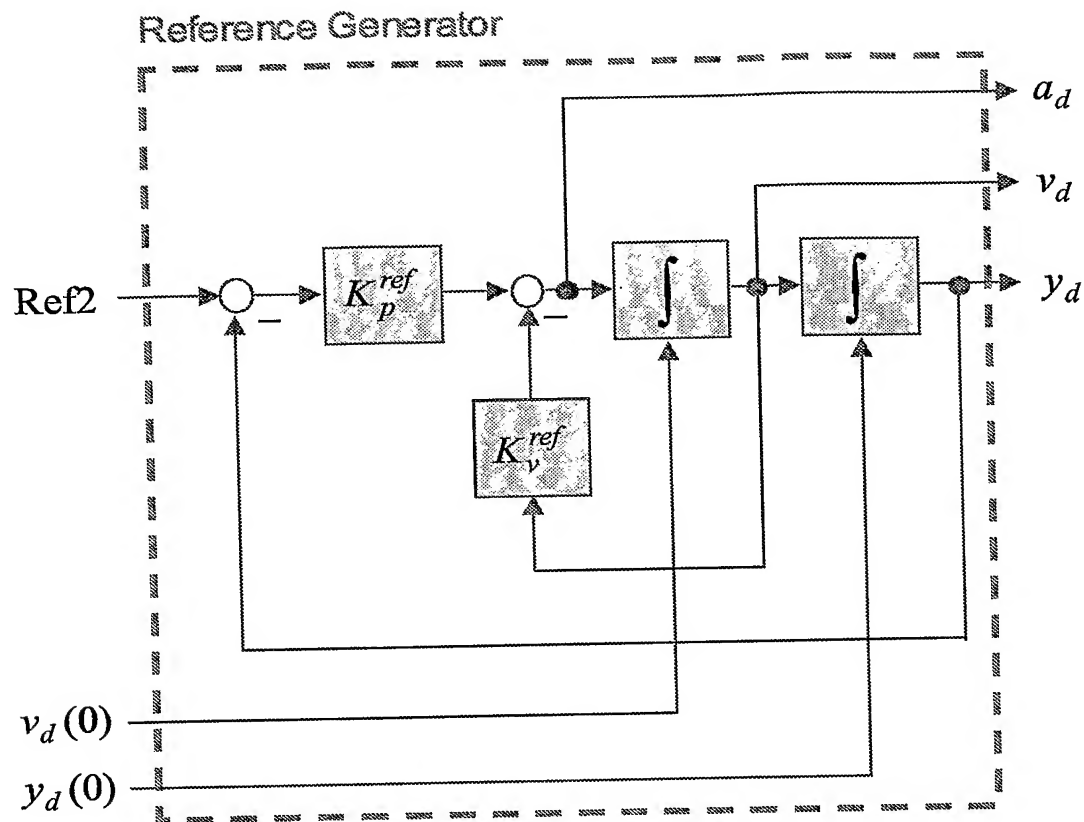 Reference Generator
a_d
v_d
Ref2
K_p^{ref}
∫
∫
y_d
K_v^{ref}
v_d(0)
y_d(0)